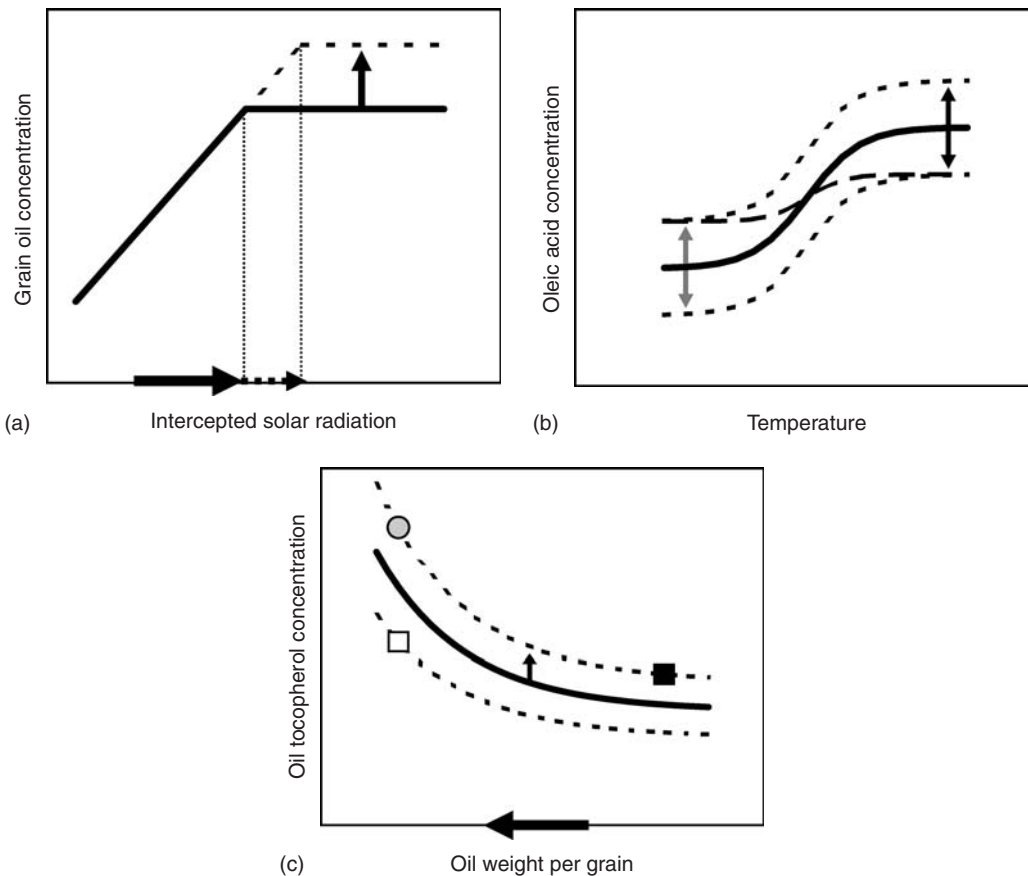 Grain oil concentration
(a)
Intercepted solar radiation
Oleic acid concentration
(b)
Temperature
Oil tocopherol concentration
(c)
Oil weight per grain